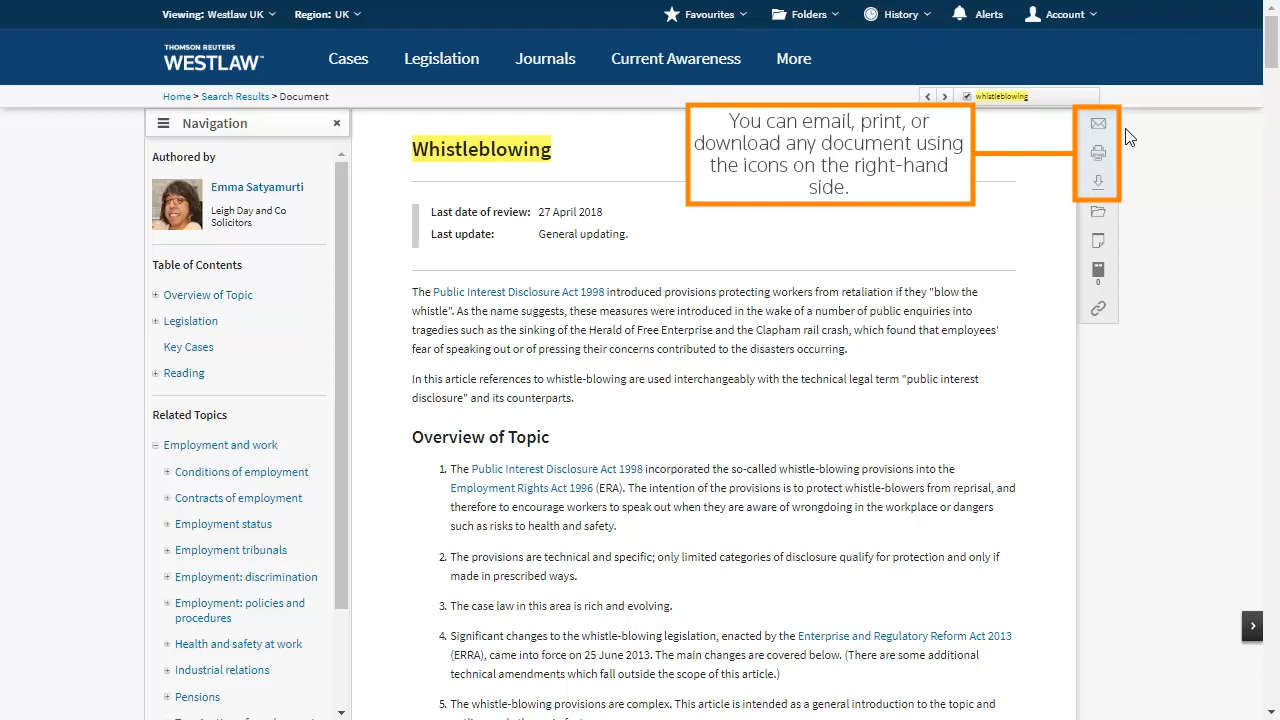 Viewing: Westlaw UK
Region: UK
Favourites
Folders
History
Alerts
Account
THOMSON REUTERS
WESTLAW™
Cases
Legislation
Journals
Current Awareness
More
Home > Search Results > Document
whistleblowing
Navigation
Authored by
Emma Satyamurti
Leigh Day and Co
Solicitors
Table of Contents
Overview of Topic
Legislation
Key Cases
Reading
Related Topics
Employment and work
Conditions of employment
Contracts of employment
Employment status
Employment tribunals
Employment: discrimination
Employment: policies and
procedures
Health and safety at work
Industrial relations
Pensions
Whistleblowing
You can email, print, or
download any document using
the icons on the right-hand
side.
0
Last date of review: 27 April 2018
Last update: General updating.
The Public Interest Disclosure Act 1998 introduced provisions protecting workers from retaliation if they "blow the
whistle". As the name suggests, these measures were introduced in the wake of a number of public enquiries into
tragedies such as the sinking of the Herald of Free Enterprise and the Clapham rail crash, which found that employees'
fear of speaking out or of pressing their concerns contributed to the disasters occurring.
In this article references to whistle-blowing are used interchangeably with the technical legal term "public interest
disclosure" and its counterparts.
Overview of Topic
1. The Public Interest Disclosure Act 1998 incorporated the so-called whistle-blowing provisions into the
Employment Rights Act 1996 (ERA). The intention of the provisions is to protect whistle-blowers from reprisal, and
therefore to encourage workers to speak out when they are aware of wrongdoing in the workplace or dangers
such as risks to health and safety.
2. The provisions are technical and specific; only limited categories of disclosure qualify for protection and only if
made in prescribed ways.
3. The case law in this area is rich and evolving.
4. Significant changes to the whistle-blowing legislation, enacted by the Enterprise and Regulatory Reform Act 2013
(ERRA), came into force on 25 June 2013. The main changes are covered below. (There are some additional
technical amendments which fall outside the scope of this article.)
5. The whistleblowing provisions are complex. This article is intended as a general introduction to the topic and